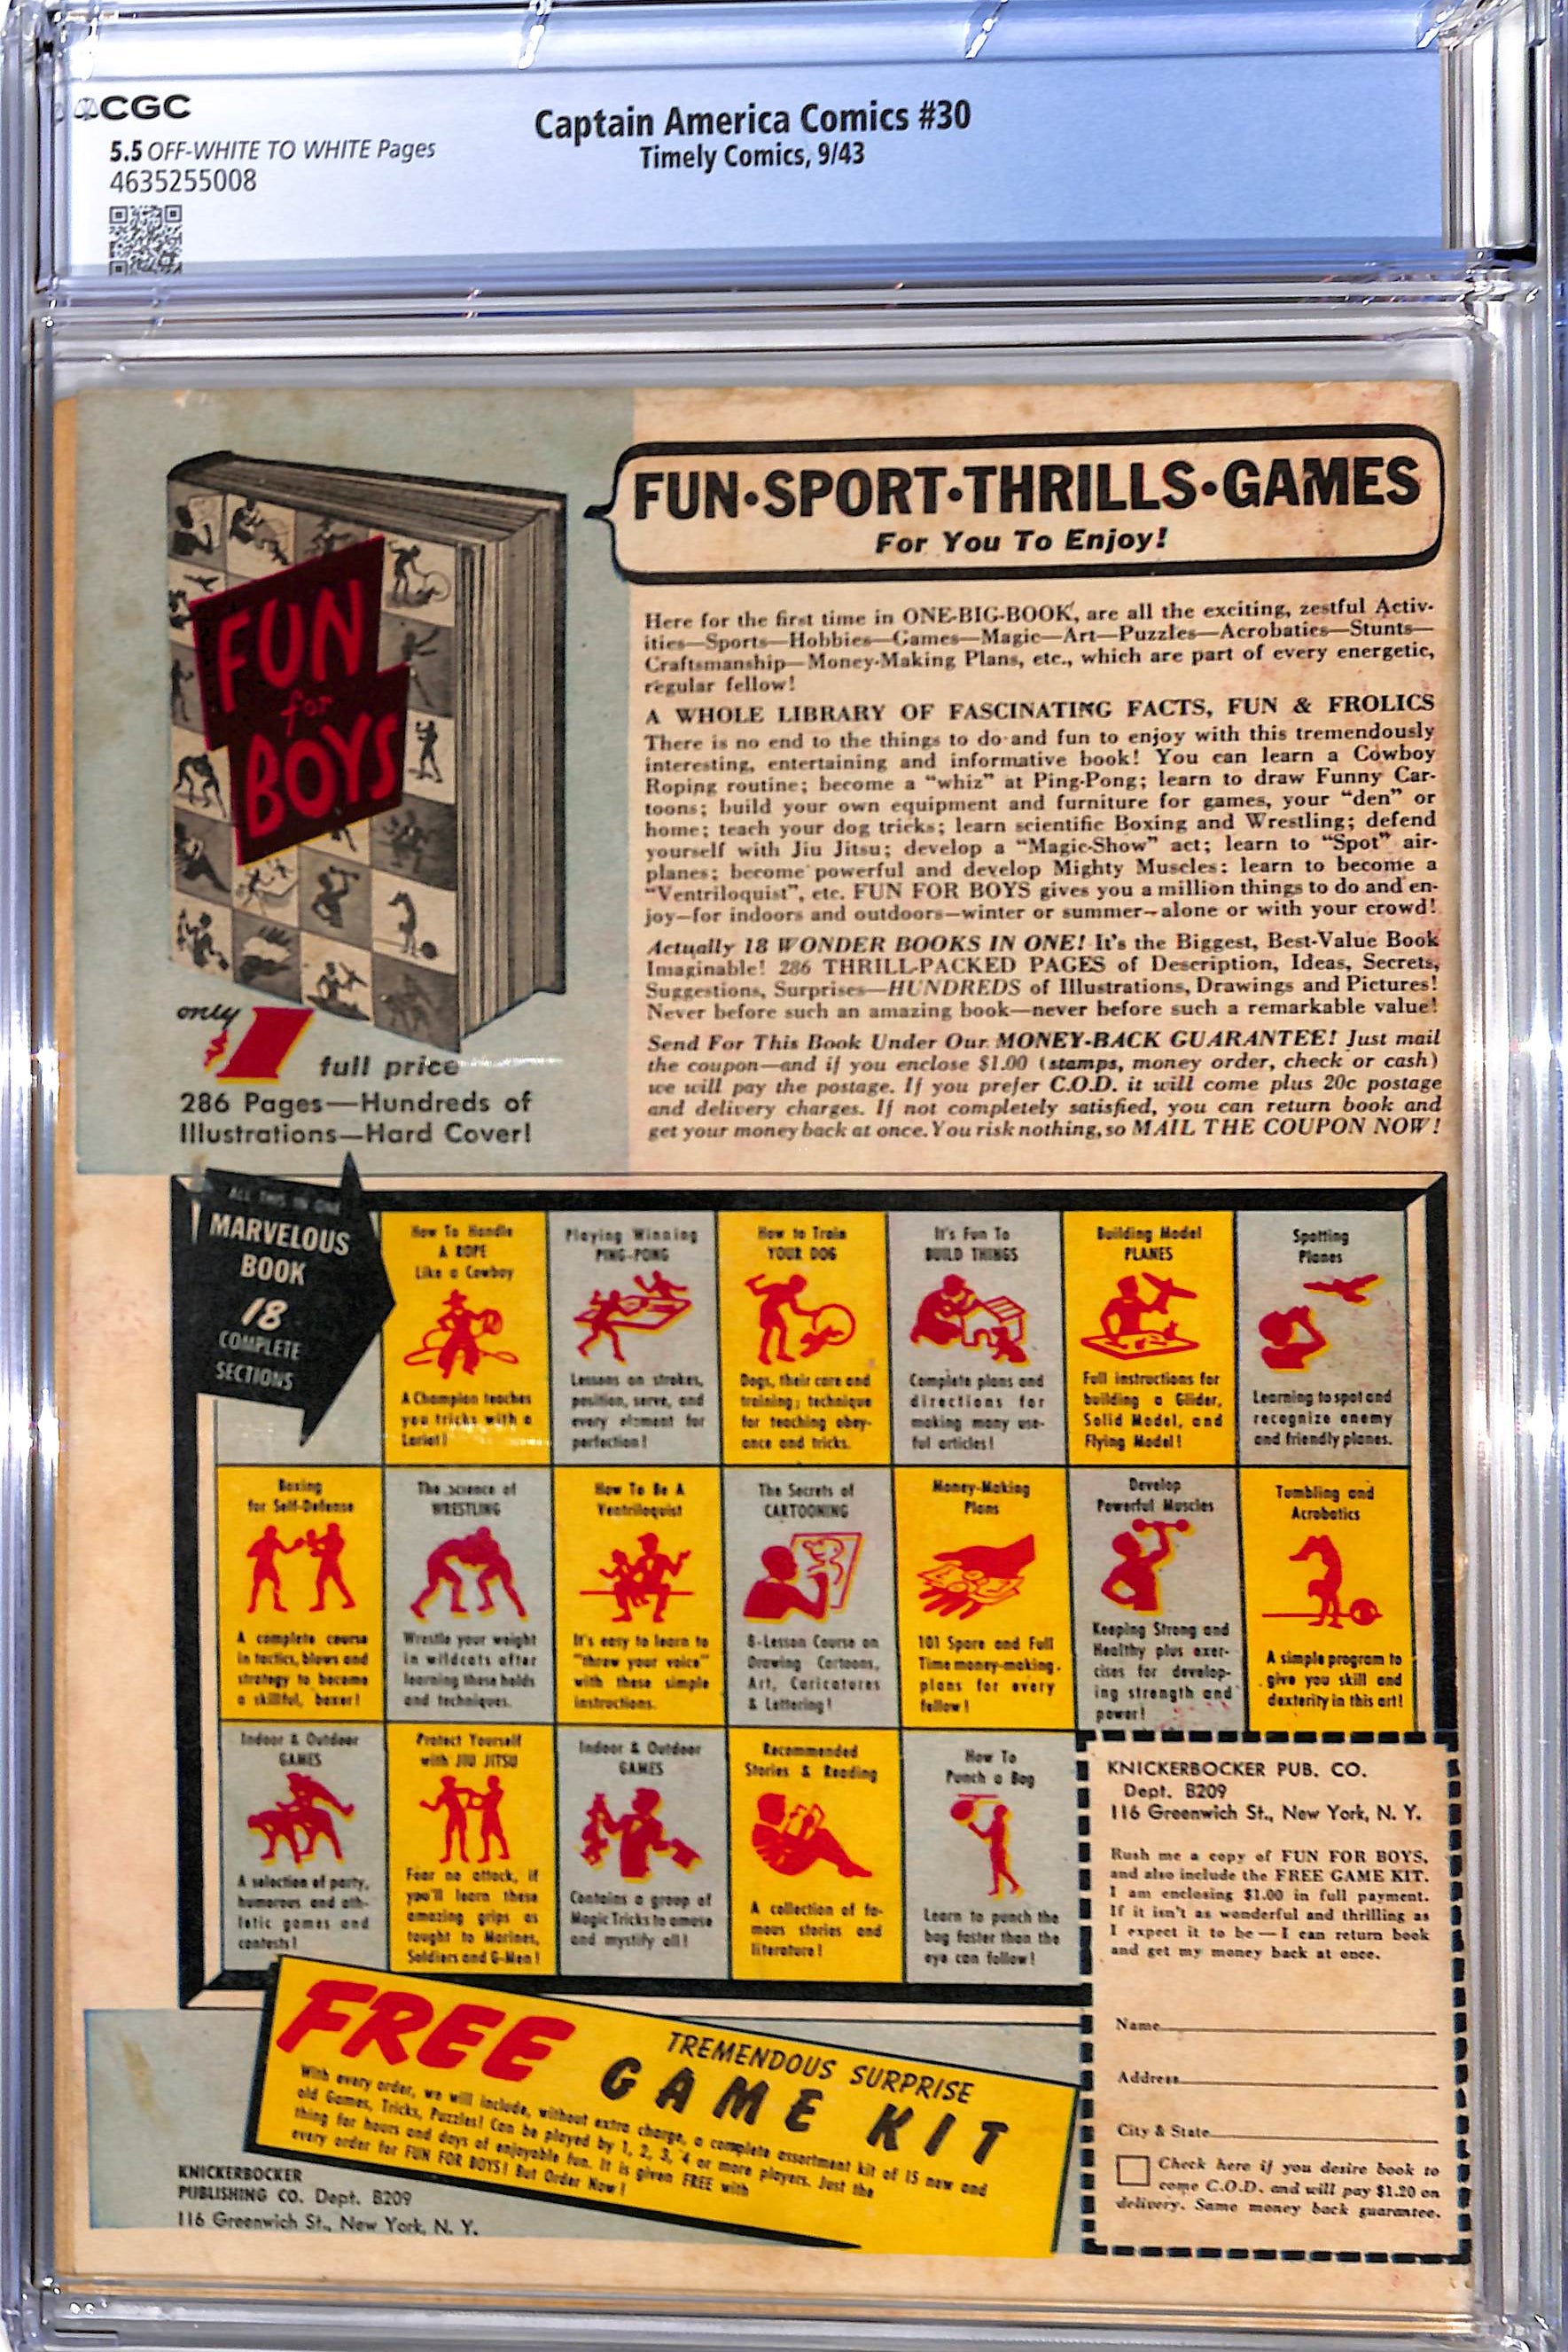 CGC
5.5 OFF-WHITE TO WHITE Pages
4635255008
Captain America Comics #30
Timely Comics, 9/43
FUN for BOYS
only $1 full price
286 Pages—Hundreds of
Illustrations—Hard Cover!
FUN•SPORT•THRILLS•GAMES
For You To Enjoy!
Here for the first time in ONE-BIG-BOOK, are all the exciting, zestful Activ-
ities—Sports—Hobbies—Games—Magic—Art—Puzzles—Acrobatics—Stunts—
Craftsmanship—Money-Making Plans, etc., which are part of every energetic,
regular fellow!
A WHOLE LIBRARY OF FASCINATING FACTS, FUN & FROLICS
There is no end to the things to do and fun to enjoy with this tremendously
interesting, entertaining and informative book! You can learn a Cowboy
Roping routine; become a “whiz” at Ping-Pong; learn to draw Funny Car-
toons; build your own equipment and furniture for games, your “den” or
home; teach your dog tricks; learn scientific Boxing and Wrestling; defend
yourself with Jiu Jitsu; develop a “Magic-Show” act; learn to “Spot” air-
planes; become powerful and develop Mighty Muscles; learn to become a
“Ventriloquist”, etc. FUN FOR BOYS gives you a million things to do and en-
joy—for indoors and outdoors—winter or summer—alone or with your crowd!
Actually 18 WONDER BOOKS IN ONE! It's the Biggest, Best-Value Book
Imaginable! 286 THRILL-PACKED PAGES of Description, Ideas, Secrets,
Suggestions, Surprises—HUNDREDS of Illustrations, Drawings and Pictures!
Never before such an amazing book—never before such a remarkable value!
Send For This Book Under Our MONEY-BACK GUARANTEE! Just mail
the coupon—and if you enclose $1.00 (stamps, money order, check or cash)
we will pay the postage. If you prefer C.O.D. it will come plus 20c postage
and delivery charges. If not completely satisfied, you can return book and
get your money back at once. You risk nothing, so MAIL THE COUPON NOW!
ALL THIS IN ONE
MARVELOUS
BOOK
18
COMPLETE
SECTIONS
How To Handle
A ROPE
Like a Cowboy
A Champion teaches
you tricks with a
Lariat!
Playing Winning
PING-PONG
Lessons on strokes,
position, serve, and
every element for
perfection!
How to Train
YOUR DOG
Dogs, their care and
training; technique
for teaching obey-
ance and tricks.
It's Fun To
BUILD THINGS
Complete plans and
directions for
making many use-
ful articles!
Building Model
PLANES
Full instructions for
building a Glider,
Solid Model, and
Flying Model!
Spotting
Planes
Learning to spot and
recognize enemy
and friendly planes.
Boxing
for Self-Defense
A complete course
in tactics, blows and
strategy to become
a skillful, boxer!
The Science of
WRESTLING
Wrestle your weight
in wildcats after
learning these holds
and techniques.
How To Be A
Ventriloquist
It's easy to learn to
“throw your voice”
with these simple
instructions.
The Secrets of
CARTOONING
8-Lesson Course on
Drawing Cartoons,
Art, Caricatures
& Lettering!
Money-Making
Plans
101 Spare and Full
Time money-making
plans for every
fellow!
Develop
Powerful Muscles
Keeping Strong and
Healthy plus exer-
cises for develop-
ing strength and
power!
Tumbling and
Acrobatics
A simple program to
give you skill and
dexterity in this art!
Indoor & Outdoor
GAMES
A selection of party,
humorous and ath-
letic games and
contests!
Protect Yourself
with JIU JITSU
Fear no attack, if
you'll learn these
amazing grips as
taught to Marines,
Soldiers and G-Men!
Indoor & Outdoor
GAMES
Contains a group of
Magic Tricks to amuse
and mystify all!
Recommended
Stories & Reading
A collection of fa-
mous stories and
literature!
How To
Punch a Bag
Learn to punch the
bag faster than the
eye can follow!
FREE TREMENDOUS SURPRISE
GAME KIT
With every order, we will include, without extra charge, a complete assortment kit of 15 new and
old Games, Tricks, Puzzles! Can be played by 1, 2, 3, 4 or more players. Just the
thing for hours and days of enjoyable fun. It is given FREE with
every order for FUN FOR BOYS! But Order Now!
KNICKERBOCKER
PUBLISHING CO. Dept. B209
116 Greenwich St., New York, N. Y.
KNICKERBOCKER PUB. CO.
Dept. B209
116 Greenwich St., New York, N. Y.
Rush me a copy of FUN FOR BOYS,
and also include the FREE GAME KIT.
I am enclosing $1.00 in full payment.
If it isn't as wonderful and thrilling as
I expect it to be—I can return book
and get my money back at once.
Name
Address
City & State
Check here if you desire book to
come C.O.D. and will pay $1.20 on
delivery. Same money back guarantee.